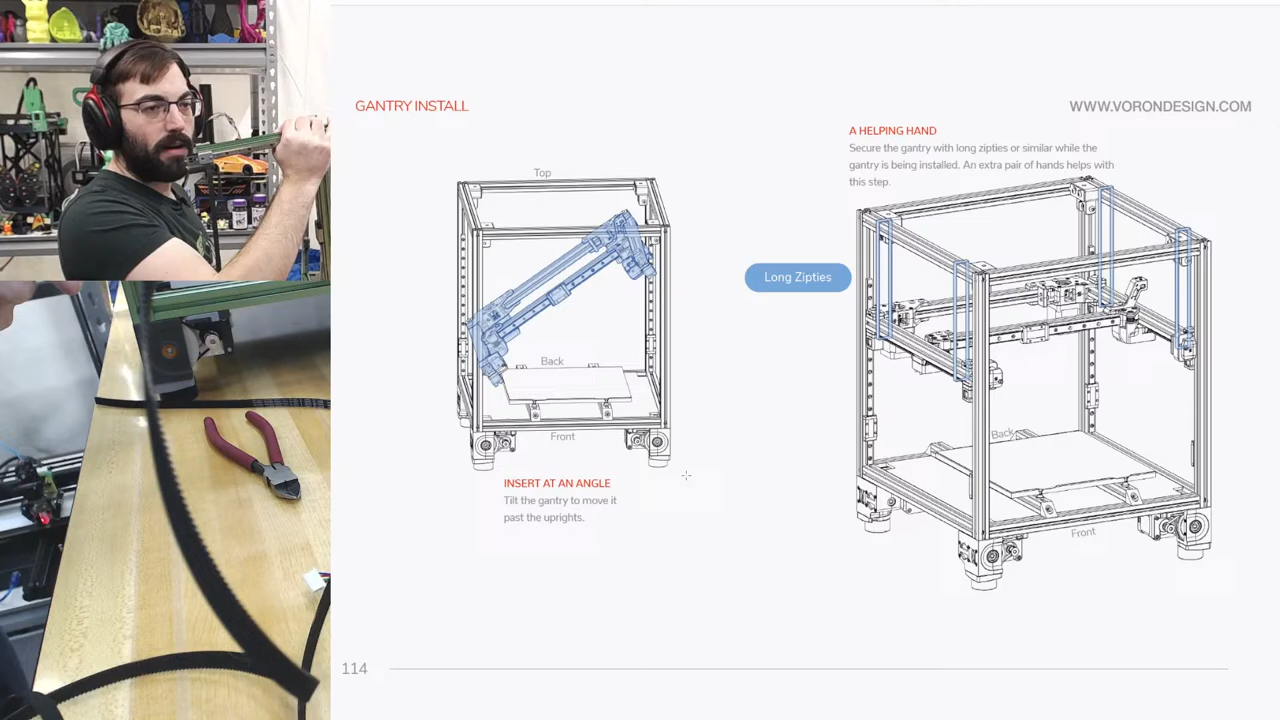 GANTRY INSTALL
WWW.VORONDESIGN.COM
A HELPING HAND
Secure the gantry with long zipties or similar while the
gantry is being installed. An extra pair of hands helps with
this step.
Top
Long Zipties
Back
Front
INSERT AT AN ANGLE
Tilt the gantry to move it
past the uprights.
Back
Front
114